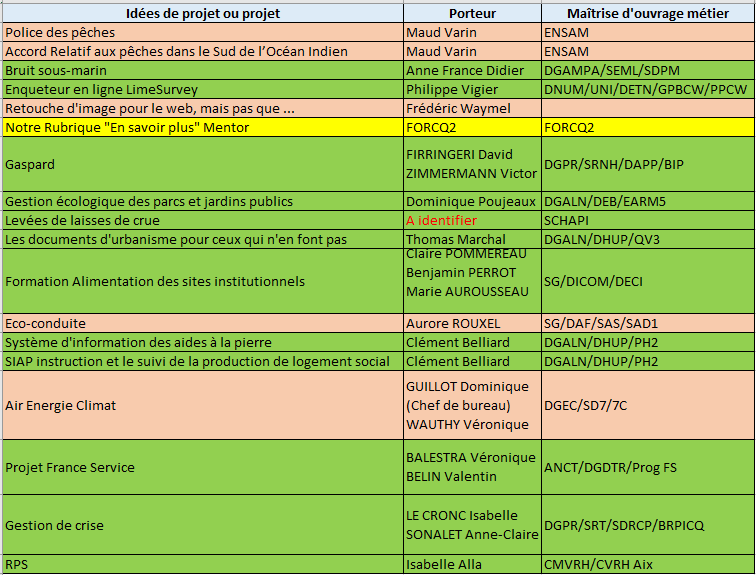 Idées de projet ou projet Porteur Maîtrise d'ouvrage métier
Police des pêches Maud Varin ENSAM
Accord Relatif aux pêches dans le Sud de l’Océan Indien Maud Varin ENSAM
Bruit sous-marin Anne France Didier DGAMPA/SEML/SDPM
Enqueteur en ligne LimeSurvey Philippe Vigier DNUM/UNI/DETN/GPBCW/PPCW
Retouche d'image pour le web, mais pas que ... Frédéric Waymel
Notre Rubrique "En savoir plus" Mentor FORCQ2 FORCQ2
Gaspard FIRRINGERI David DGPR/SRNH/DAPP/BIP
ZIMMERMANN Victor
Gestion écologique des parcs et jardins publics Dominique Poujeaux DGALN/DEB/EARM5
Levées de laisses de crue A identifier SCHAPI
Les documents d'urbanisme pour ceux qui n'en font pas Thomas Marchal DGALN/DHUP/QV3
Claire POMMEREAU
Formation Alimentation des sites institutionnels Benjamin PERROT SG/DICOM/DECI
Marie AUROUSSEAU
Eco-conduite Aurore ROUXEL SG/DAF/SAS/SAD1
Système d'information des aides à la pierre Clément Belliard DGALN/DHUP/PH2
SIAP instruction et le suivi de la production de logement social Clément Belliard DGALN/DHUP/PH2
GUILLOT Dominique
Air Energie Climat (Chef de bureau) DGEC/SD7/7C
WAUTHY Véronique
Projet France Service BALESTRA Véronique ANCT/DGDTR/Prog FS
BELIN Valentin
Gestion de crise LE CRONC Isabelle DGPR/SRT/SDRCP/BRPICQ
SONALET Anne-Claire
RPS Isabelle Alla CMVRH/CVRH Aix